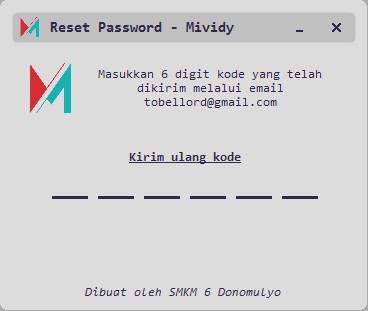 Reset Password - Mividy
Masukkan 6 digit kode yang telah
dikirim melalui email
tobellord@gmail.com
Kirim ulang kode
Dibuat oleh SMKM 6 Donomulyo